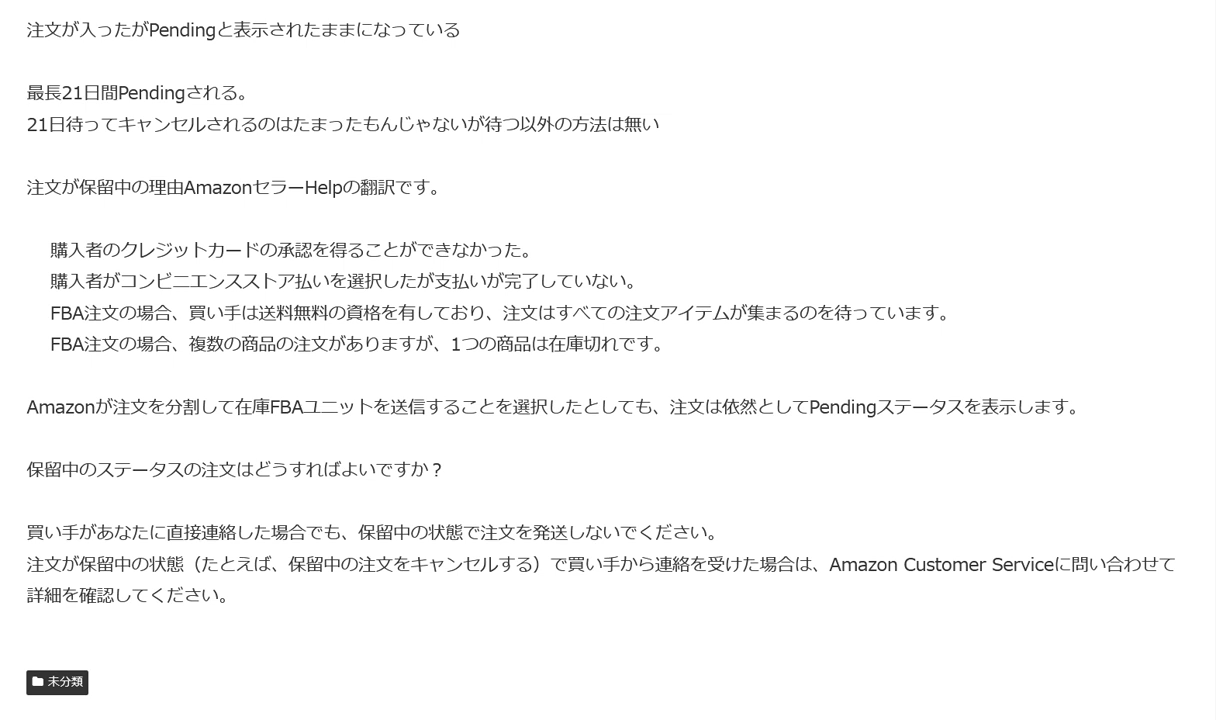 注文が入ったがPendingと表示されたままになっている
最長21日間Pendingされる。
21日待ってキャンセルされるのはたまったもんじゃないが待つ以外の方法は無い
注文が保留中の理由AmazonセラーHelpの翻訳です。
購入者のクレジットカードの承認を得ることができなかった。
購入者がコンビニエンスストア払いを選択したが支払いが完了していない。
FBA注文の場合、買い手は送料無料の資格を有しており、注文はすべての注文アイテムが集まるのを待っています。
FBA注文の場合、複数の商品の注文がありますが、1つの商品は在庫切れです。
Amazonが注文を分割して在庫FBAユニットを送信することを選択したとしても、注文は依然としてPendingステータスを表示します。
保留中のステータスの注文はどうすればよいですか？
買い手があなたに直接連絡した場合でも、保留中の状態で注文を発送しないでください。
注文が保留中の状態（たとえば、保留中の注文をキャンセルする）で買い手から連絡を受けた場合は、Amazon Customer Serviceに問い合わせて
詳細を確認してください。
未分類